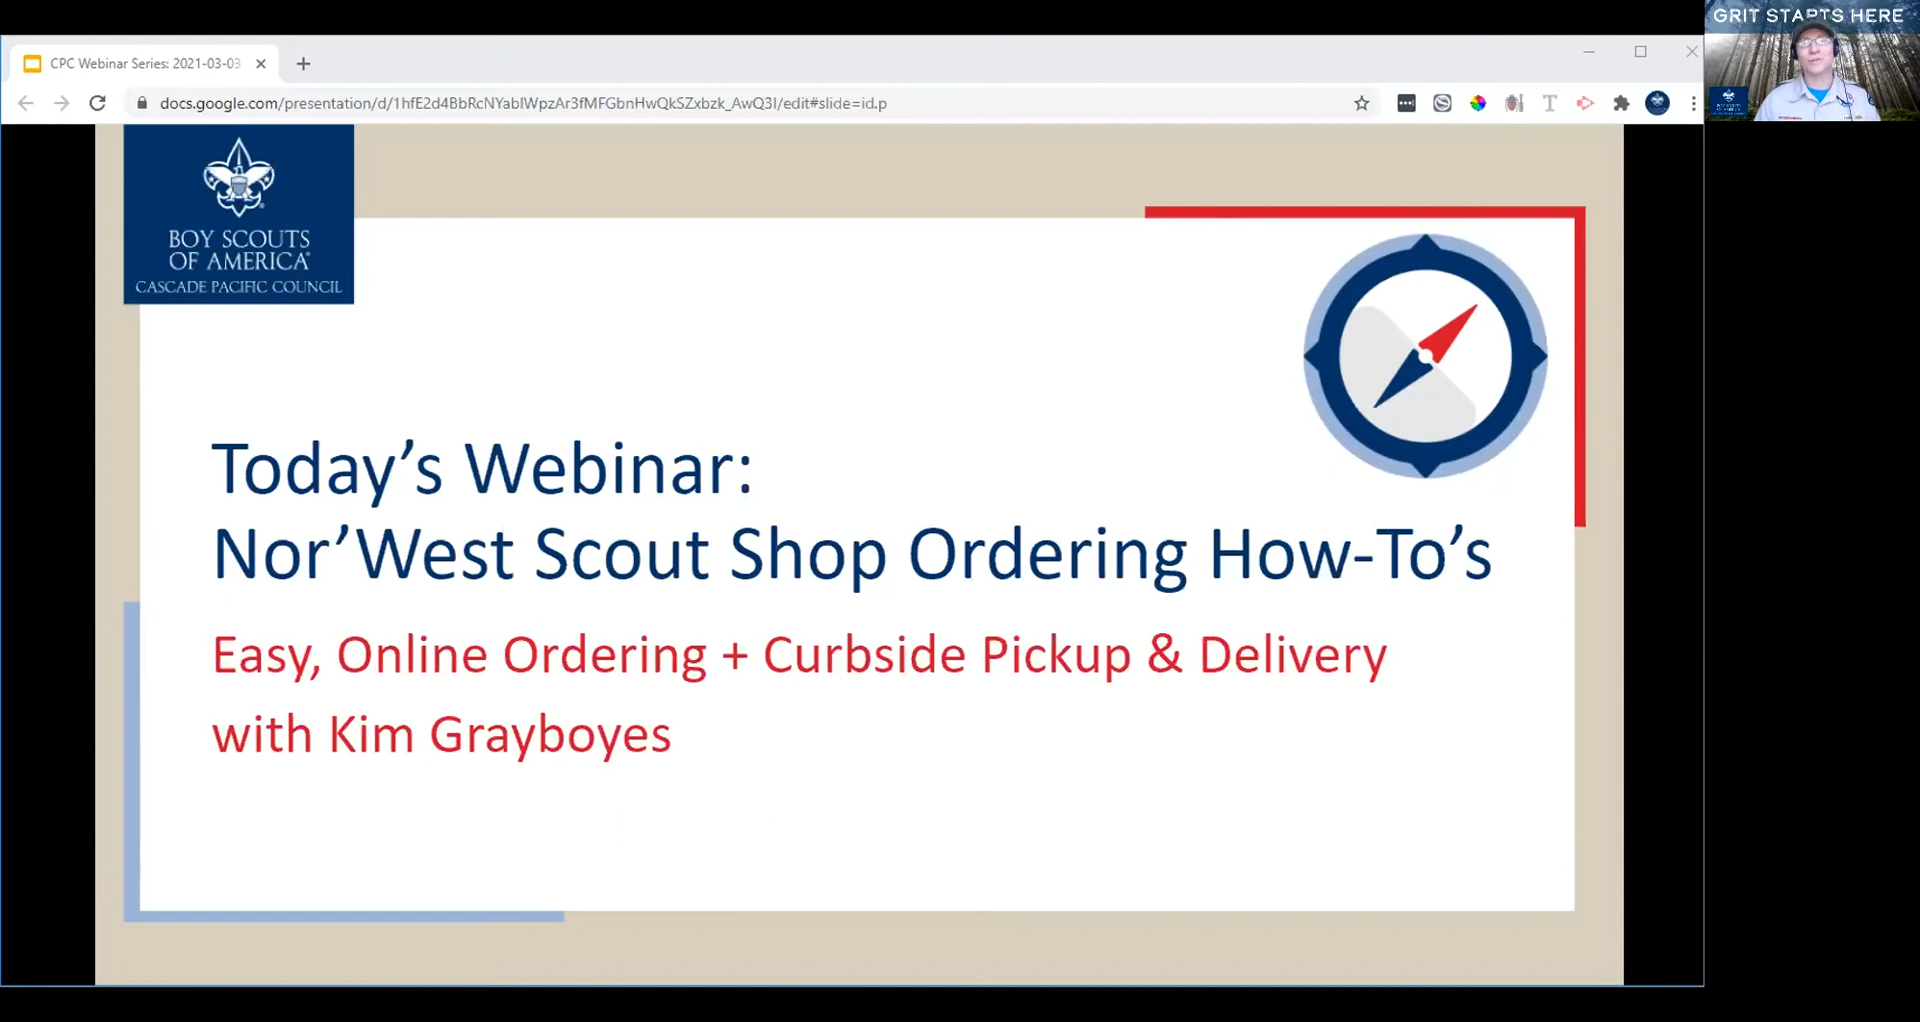 GRIT STARTS HERE
CPC Webinar Series: 2021-03-03
docs.google.com/presentation/d/1hfE2d4BbRcNYablWpzAr3fMFGbnHwQkSZxbzk_AwQ3I/edit#slide=id.p
BOY SCOUTS
OF AMERICA
CASCADE PACIFIC COUNCIL
Today’s Webinar:
Nor’West Scout Shop Ordering How-To’s
Easy, Online Ordering + Curbside Pickup & Delivery
with Kim Grayboyes